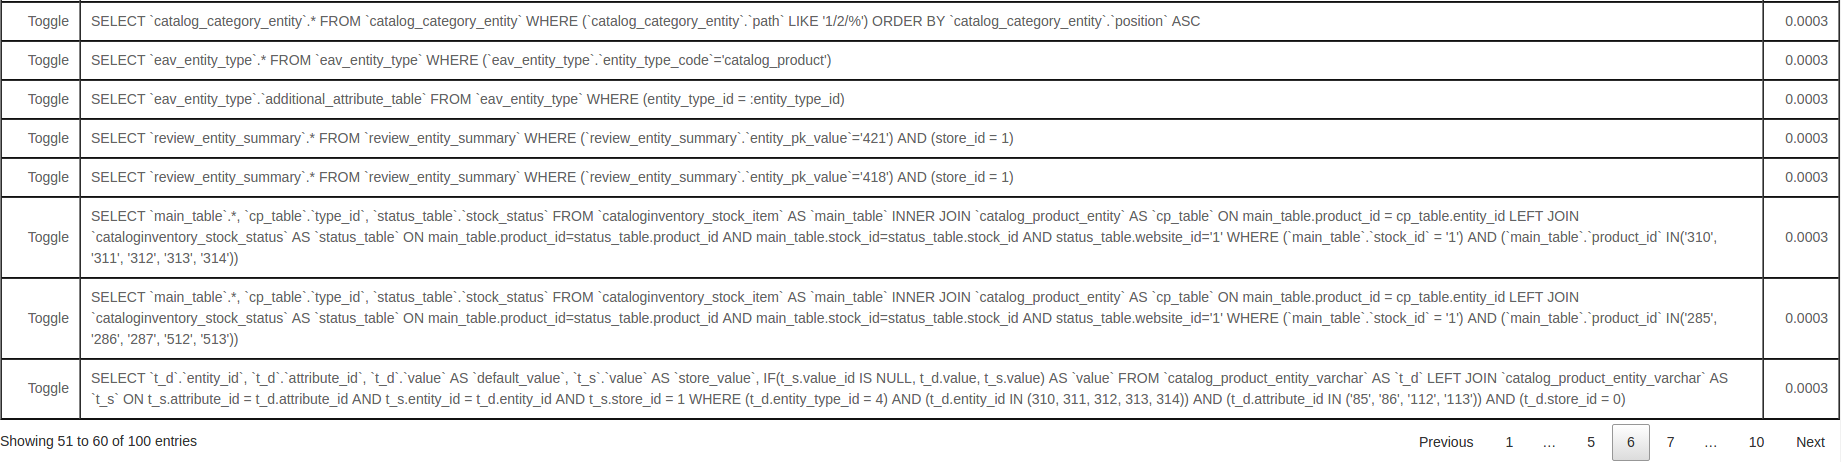 Toggle SELECT `catalog_category_entity`.* FROM `catalog_category_entity` WHERE (`catalog_category_entity`.`path` LIKE '1/2/%') ORDER BY `catalog_category_entity`.`position` ASC 0.0003
Toggle SELECT `eav_entity_type`.* FROM `eav_entity_type` WHERE (`eav_entity_type`.`entity_type_code`='catalog_product') 0.0003
Toggle SELECT `eav_entity_type`.`additional_attribute_table` FROM `eav_entity_type` WHERE (entity_type_id = :entity_type_id) 0.0003
Toggle SELECT `review_entity_summary`.* FROM `review_entity_summary` WHERE (`review_entity_summary`.`entity_pk_value`='421') AND (store_id = 1) 0.0003
Toggle SELECT `review_entity_summary`.* FROM `review_entity_summary` WHERE (`review_entity_summary`.`entity_pk_value`='418') AND (store_id = 1) 0.0003
SELECT `main_table`.*, `cp_table`.`type_id`, `status_table`.`stock_status` FROM `cataloginventory_stock_item` AS `main_table` INNER JOIN `catalog_product_entity` AS `cp_table` ON main_table.product_id = cp_table.entity_id LEFT JOIN
Toggle `cataloginventory_stock_status` AS `status_table` ON main_table.product_id=status_table.product_id AND main_table.stock_id=status_table.stock_id AND status_table.website_id='1' WHERE (`main_table`.`stock_id` = '1') AND (`main_table`.`product_id` IN('310', 0.0003
'311', '312', '313', '314'))
SELECT `main_table`.*, `cp_table`.`type_id`, `status_table`.`stock_status` FROM `cataloginventory_stock_item` AS `main_table` INNER JOIN `catalog_product_entity` AS `cp_table` ON main_table.product_id = cp_table.entity_id LEFT JOIN
Toggle `cataloginventory_stock_status` AS `status_table` ON main_table.product_id=status_table.product_id AND main_table.stock_id=status_table.stock_id AND status_table.website_id='1' WHERE (`main_table`.`stock_id` = '1') AND (`main_table`.`product_id` IN('285', 0.0003
'286', '287', '512', '513'))
Toggle SELECT `t_d`.`entity_id`, `t_d`.`attribute_id`, `t_d`.`value` AS `default_value`, `t_s`.`value` AS `store_value`, IF(t_s.value_id IS NULL, t_d.value, t_s.value) AS `value` FROM `catalog_product_entity_varchar` AS `t_d` LEFT JOIN `catalog_product_entity_varchar` AS 0.0003
`t_s` ON t_s.attribute_id = t_d.attribute_id AND t_s.entity_id = t_d.entity_id AND t_s.store_id = 1 WHERE (t_d.entity_type_id = 4) AND (t_d.entity_id IN (310, 311, 312, 313, 314)) AND (t_d.attribute_id IN ('85', '86', '112', '113')) AND (t_d.store_id = 0)
Showing 51 to 60 of 100 entries Previous 1 … 5 6 7 … 10 Next